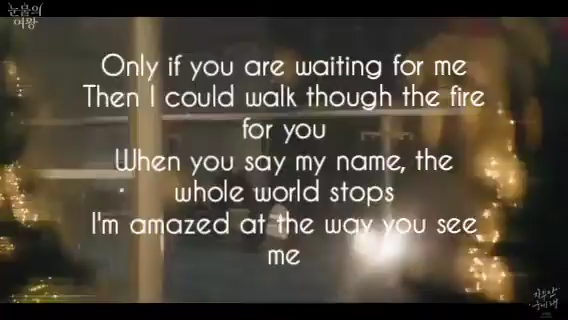 눈물의
여왕
Only if you are waiting for me
Then I could walk though the fire
for you
When you say my name, the
whole world stops
I'm amazed at the way you see
me